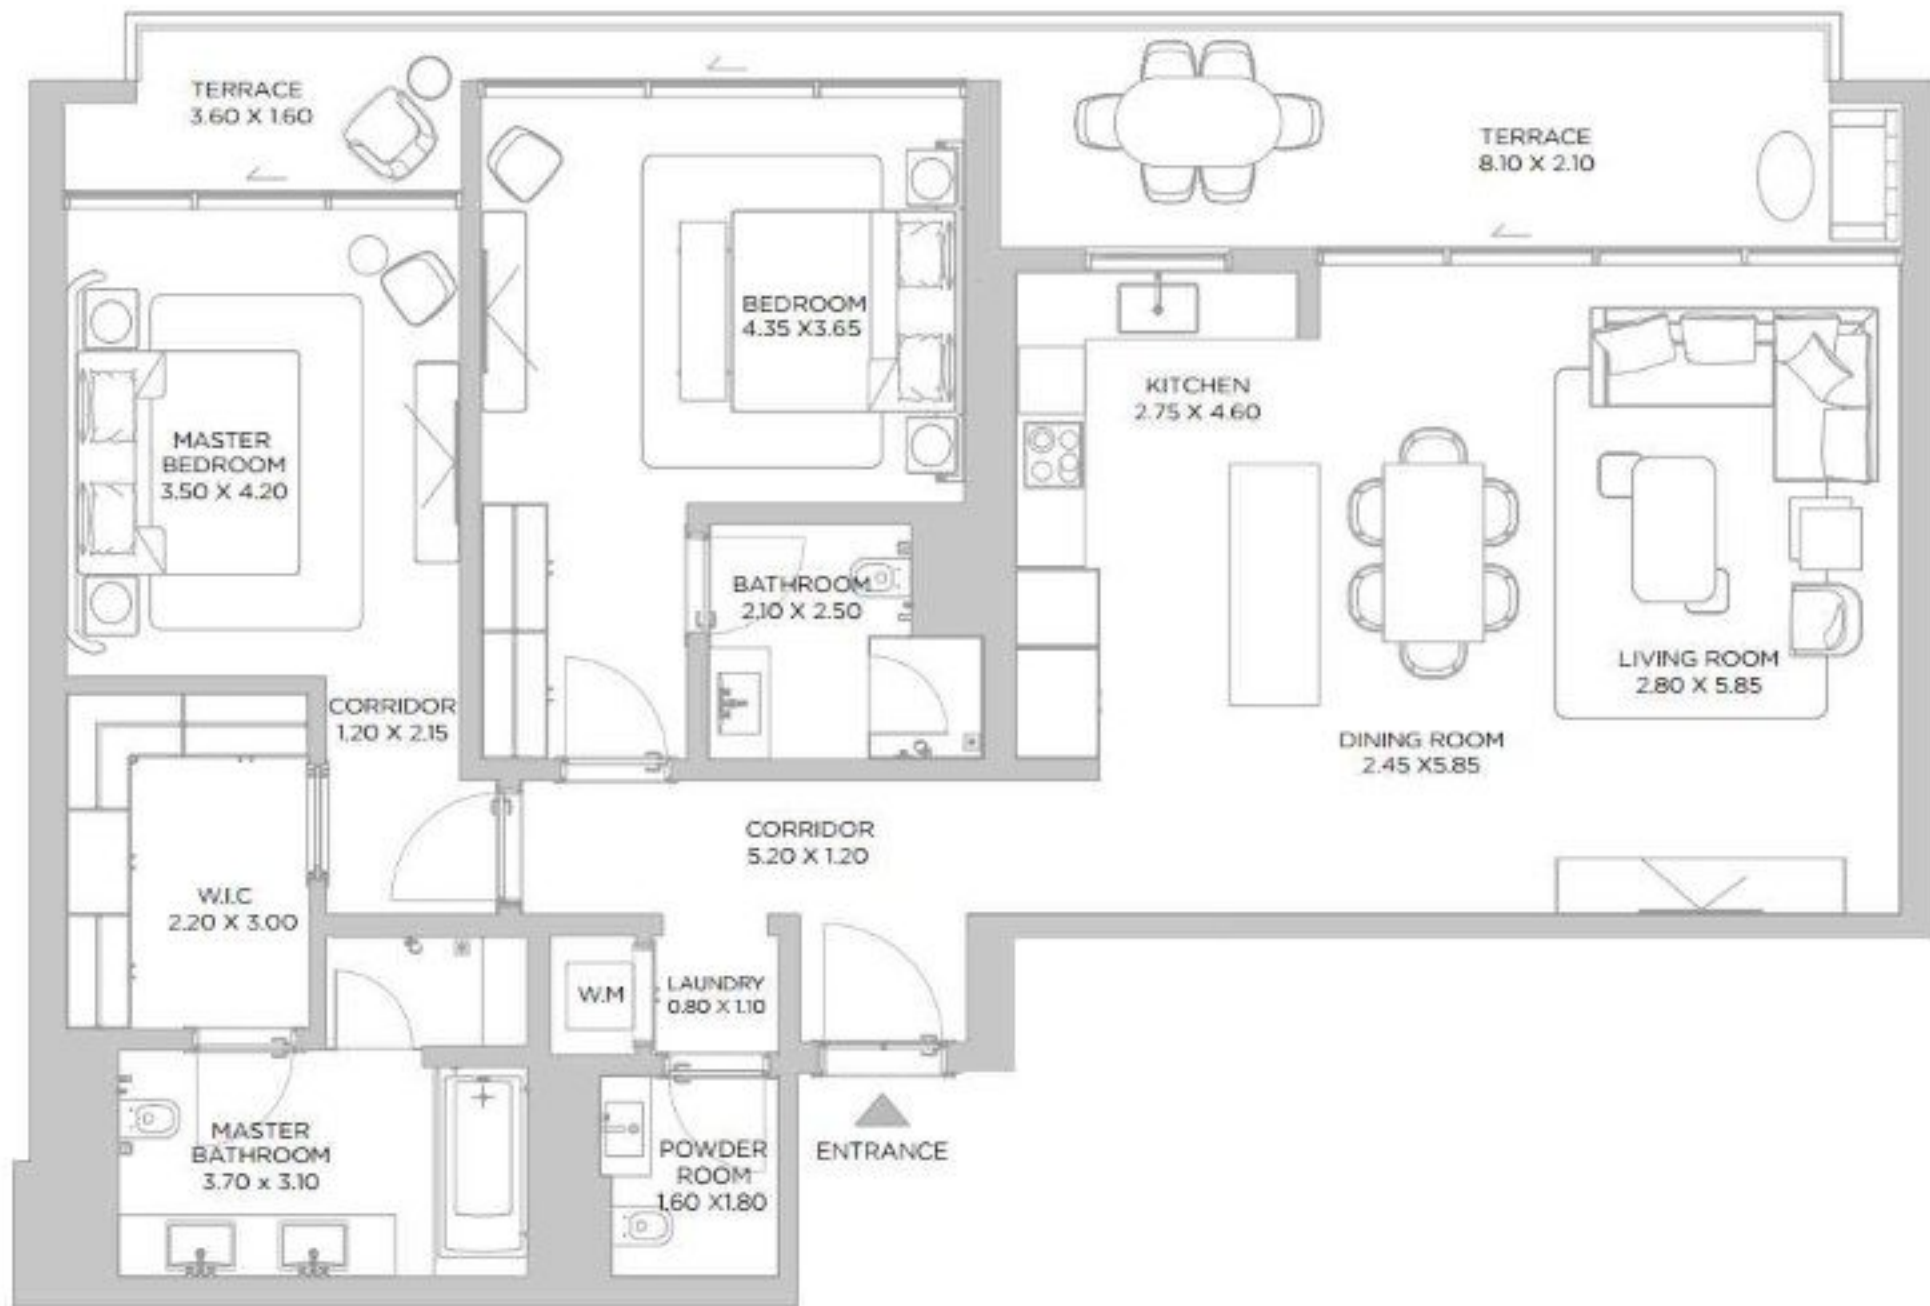 TERRACE
3.60 X 1.60
TERRACE
8.10 X 2.10
BEDROOM
4.35 X3.65
KITCHEN
2.75 X 4.60
MASTER
BEDROOM
3.50 X 4.20
BATHROOM
2.10 X 2.50
LIVING ROOM
2.80 X 5.85
CORRIDOR
1.20 X 2.15
DINING ROOM
2.45 X5.85
CORRIDOR
5.20 X 1.20
W.I.C
2.20 X 3.00
W.M
LAUNDRY
0.80 X 1.10
MASTER
BATHROOM
3.70 x 3.10
POWDER
ROOM
1.60 X1.80
ENTRANCE